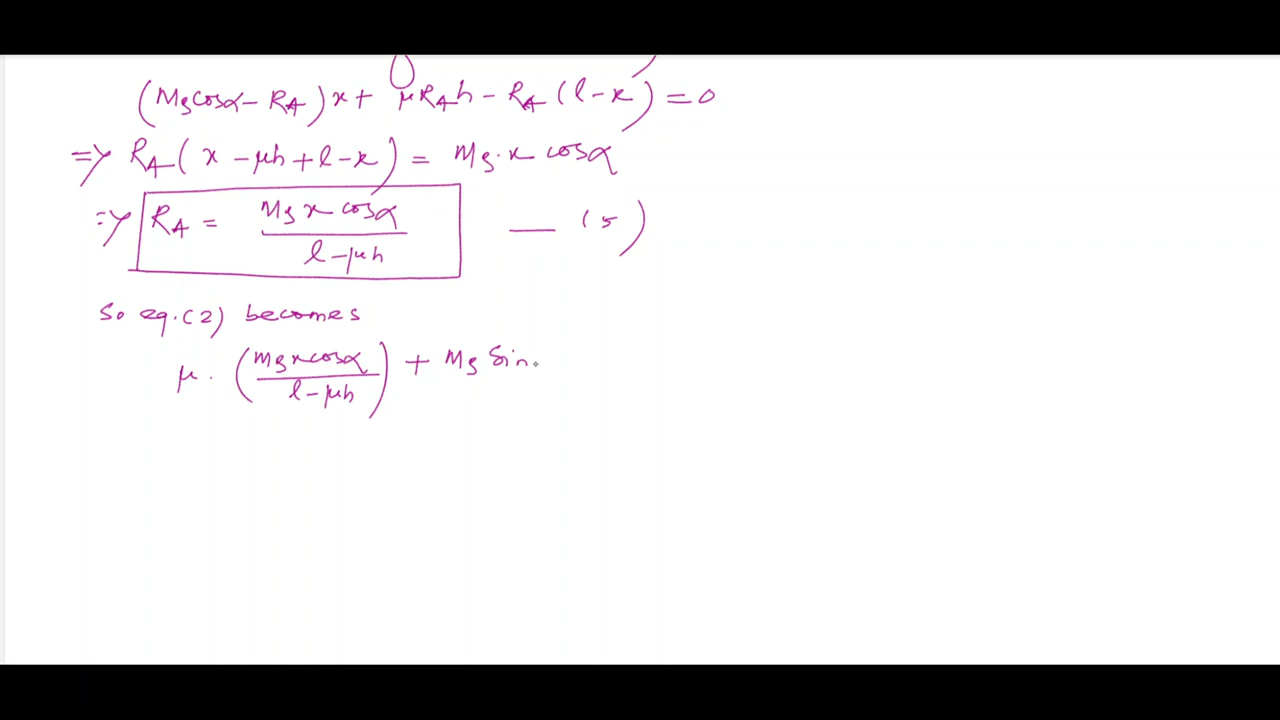 (Mg cosα - R_A) x + μR_A h - R_A (l - x) = 0
=> R_A (x - μh + l - x) = Mg . x cosα
=> R_A = Mg x cosα / l - μh — (5)
So eq.(2) becomes
μ . (Mg x cosα / l - μh) + Mg Sin